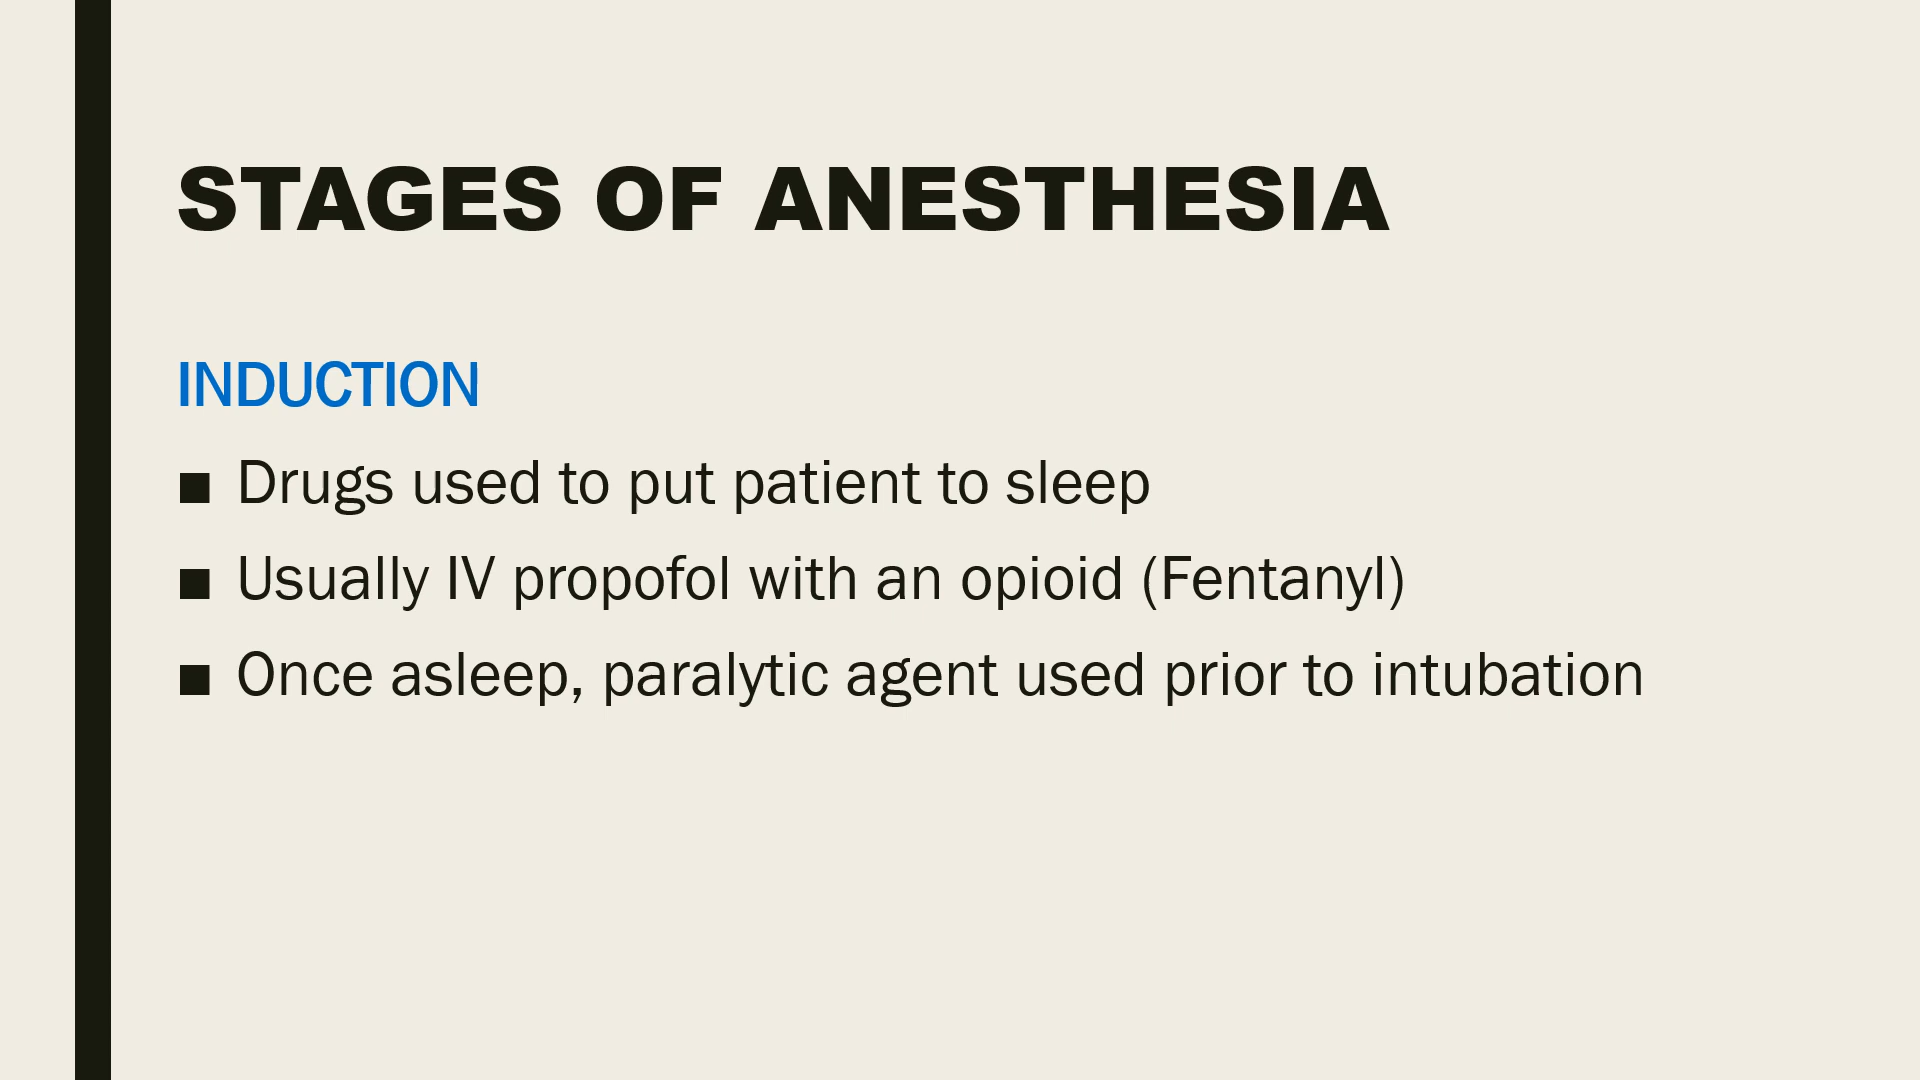 STAGES OF ANESTHESIA
INDUCTION
■ Drugs used to put patient to sleep
■ Usually IV propofol with an opioid (Fentanyl)
■ Once asleep, paralytic agent used prior to intubation